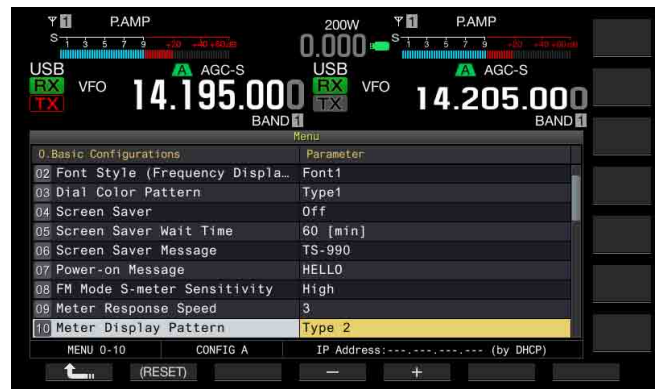 1 P.AMP 200W 1 P.AMP
S 1 3 5 7 9 +20 +40 +60dB 0.000 S 1 3 5 7 9 +20 +40 +60dB
USB A AGC-S USB A AGC-S
RX VFO 14.195.000 RX VFO 14.205.000
TX TX
BAND 1 BAND 1
Menu
0.Basic Configurations Parameter
02 Font Style (Frequency Displa… Font1
03 Dial Color Pattern Type1
04 Screen Saver Off
05 Screen Saver Wait Time 60 [min]
06 Screen Saver Message TS-990
07 Power-on Message HELLO
08 FM Mode S-meter Sensitivity High
09 Meter Response Speed 3
10 Meter Display Pattern Type 2
MENU 0-10 CONFIG A IP Address:---.---.---.--- (by DHCP)
(RESET) − +